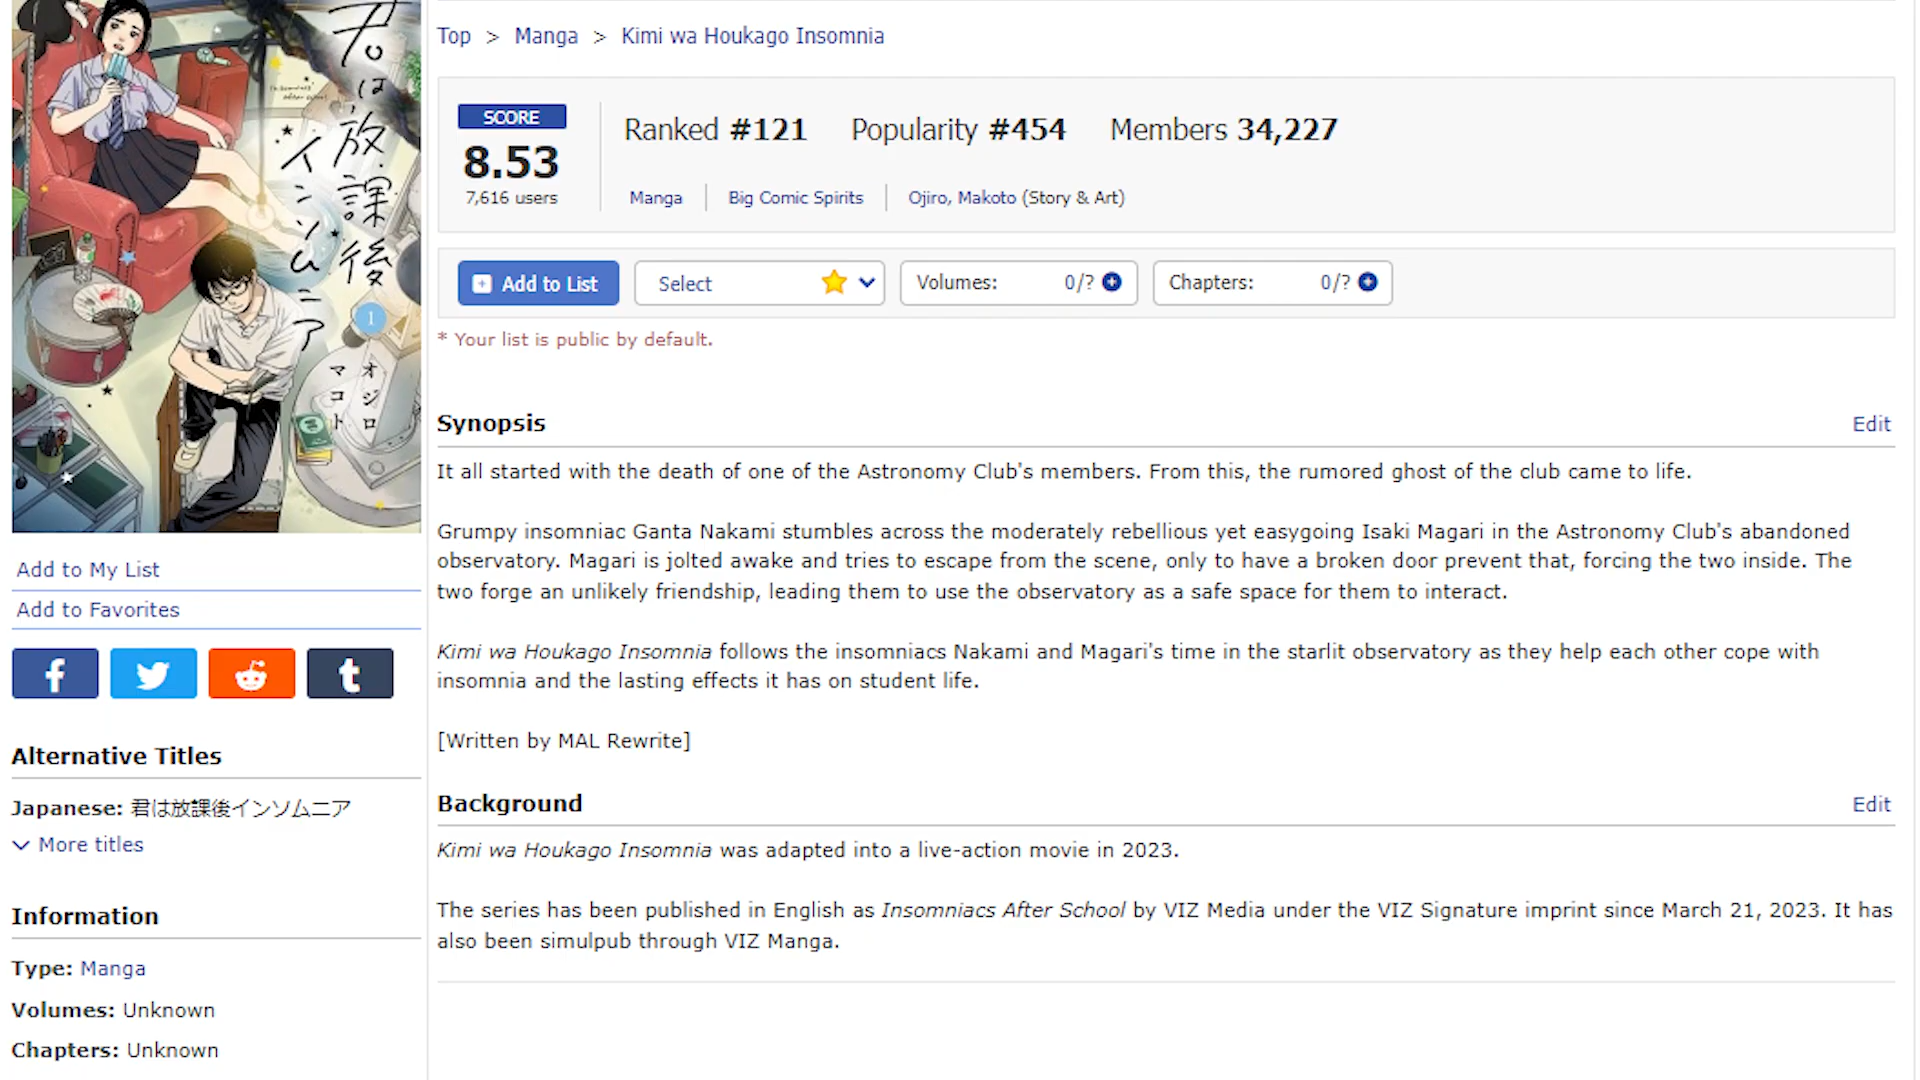 君は放課後
インソムニア
1
オジロ
マコト
Top > Manga > Kimi wa Houkago Insomnia
SCORE
8.53
7,616 users
Ranked #121 Popularity #454 Members 34,227
Manga Big Comic Spirits Ojiro, Makoto (Story & Art)
Add to List Select Volumes: 0/? Chapters: 0/?
* Your list is public by default.
Synopsis Edit
It all started with the death of one of the Astronomy Club's members. From this, the rumored ghost of the club came to life.
Grumpy insomniac Ganta Nakami stumbles across the moderately rebellious yet easygoing Isaki Magari in the Astronomy Club's abandoned
observatory. Magari is jolted awake and tries to escape from the scene, only to have a broken door prevent that, forcing the two inside. The
two forge an unlikely friendship, leading them to use the observatory as a safe space for them to interact.
Kimi wa Houkago Insomnia follows the insomniacs Nakami and Magari's time in the starlit observatory as they help each other cope with
insomnia and the lasting effects it has on student life.
[Written by MAL Rewrite]
Background Edit
Kimi wa Houkago Insomnia was adapted into a live-action movie in 2023.
The series has been published in English as Insomniacs After School by VIZ Media under the VIZ Signature imprint since March 21, 2023. It has
also been simulpub through VIZ Manga.
Add to My List
Add to Favorites
Alternative Titles
Japanese: 君は放課後インソムニア
More titles
Information
Type: Manga
Volumes: Unknown
Chapters: Unknown